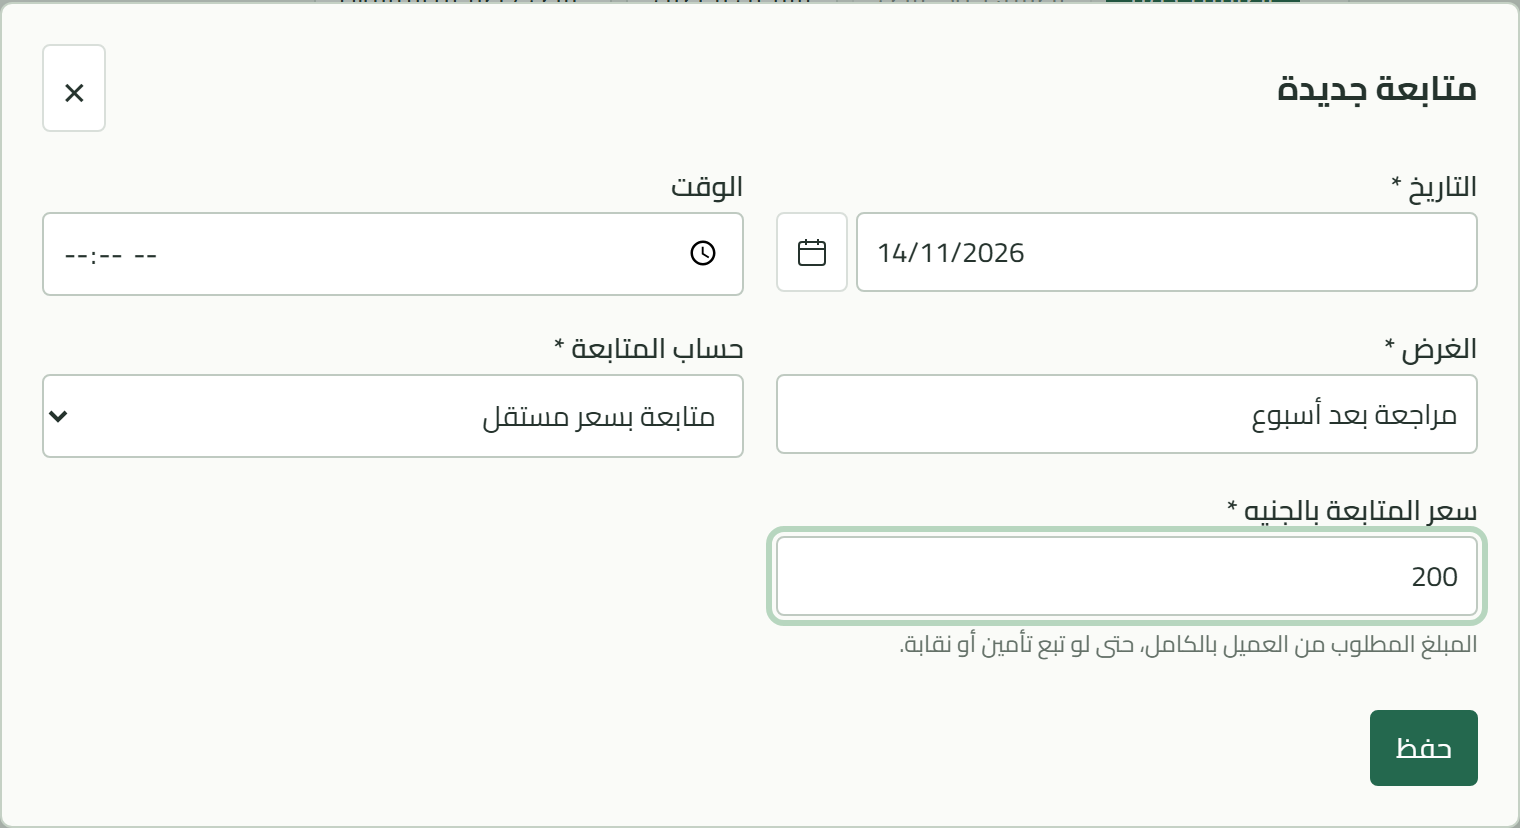 متابعة جديدة
التاريخ *
14/11/2026
الوقت
--:-- --
الغرض *
مراجعة بعد أسبوع
حساب المتابعة *
متابعة بسعر مستقل
سعر المتابعة بالجنيه *
200
المبلغ المطلوب من العميل بالكامل، حتى لو تبع تأمين أو نقابة.
حفظ